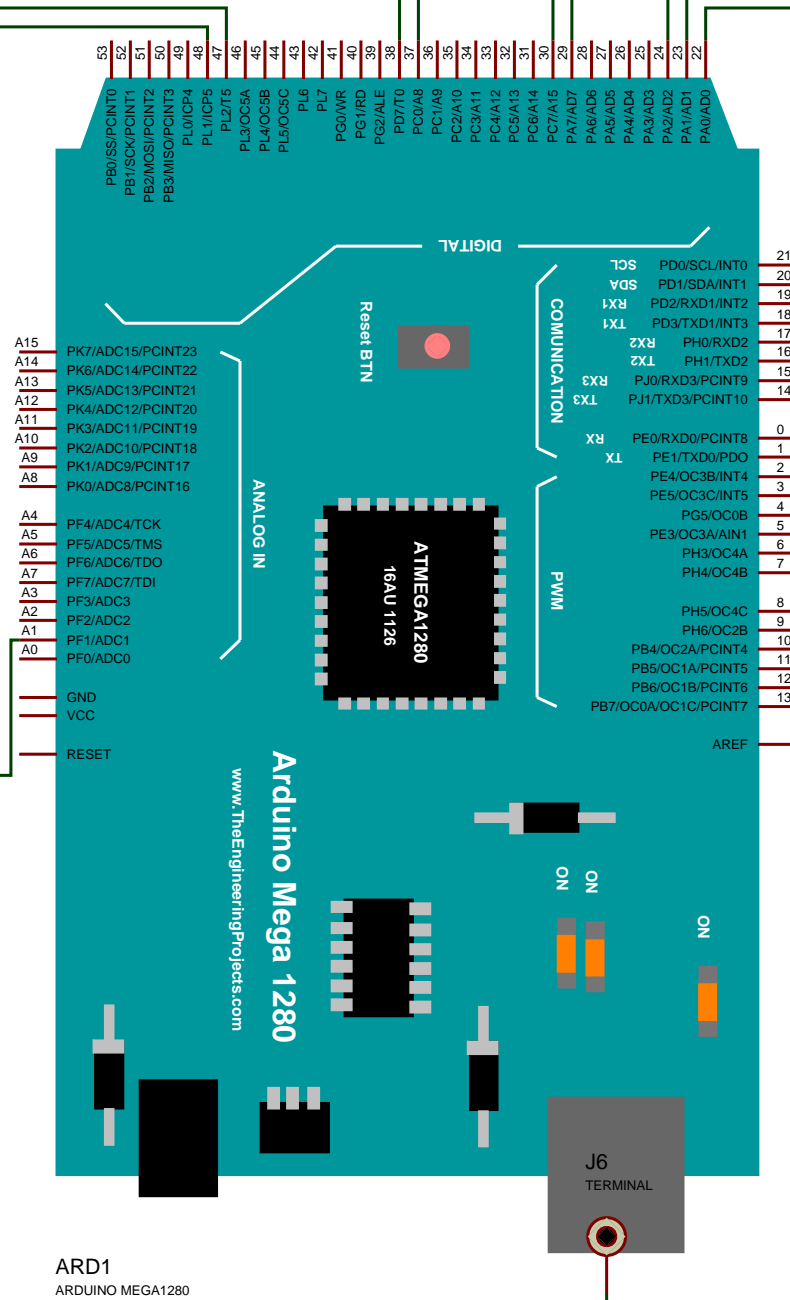 53
52
51
50
49
48
47
46
45
44
43
42
41
40
39
38
37
36
35
34
33
32
31
30
29
28
27
26
25
24
23
22
PB0/SS/PCINT0
PB1/SCK/PCINT1
PB2/MOSI/PCINT2
PB3/MISO/PCINT3
PL0/ICP4
PL1/ICP5
PL2/T5
PL3/OC5A
PL4/OC5B
PL5/OC5C
PL6
PL7
PG0/WR
PG1/RD
PG2/ALE
PD7/T0
PC0/A8
PC1/A9
PC2/A10
PC3/A11
PC4/A12
PC5/A13
PC6/A14
PC7/A15
PA7/AD7
PA6/AD6
PA5/AD5
PA4/AD4
PA3/AD3
PA2/AD2
PA1/AD1
PA0/AD0
DIGITAL
SCL PD0/SCL/INT0 21
SDA PD1/SDA/INT1 20
RX1 PD2/RXD1/INT2 19
TX1 PD3/TXD1/INT3 18
RX2 PH0/RXD2 17
TX2 PH1/TXD2 16
RX3 PJ0/RXD3/PCINT9 15
TX3 PJ1/TXD3/PCINT10 14
RX PE0/RXD0/PCINT8 0
TX PE1/TXD0/PDO 1
PE4/OC3B/INT4 2
PE5/OC3C/INT5 3
PG5/OC0B 4
PE3/OC3A/AIN1 5
PH3/OC4A 6
PH4/OC4B 7
PH5/OC4C 8
PH6/OC2B 9
PB4/OC2A/PCINT4 10
PB5/OC1A/PCINT5 11
PB6/OC1B/PCINT6 12
PB7/OC0A/OC1C/PCINT7 13
AREF
COMUNICATION
PWM
Reset BTN
A15 PK7/ADC15/PCINT23
A14 PK6/ADC14/PCINT22
A13 PK5/ADC13/PCINT21
A12 PK4/ADC12/PCINT20
A11 PK3/ADC11/PCINT19
A10 PK2/ADC10/PCINT18
A9 PK1/ADC9/PCINT17
A8 PK0/ADC8/PCINT16
A4 PF4/ADC4/TCK
A5 PF5/ADC5/TMS
A6 PF6/ADC6/TDO
A7 PF7/ADC7/TDI
A3 PF3/ADC3
A2 PF2/ADC2
A1 PF1/ADC1
A0 PF0/ADC0
GND
VCC
RESET
ANALOG IN
ATMEGA1280
16AU 1126
Arduino Mega 1280
www.TheEngineeringProjects.com
ON
ON
ON
J6
TERMINAL
ARD1
ARDUINO MEGA1280